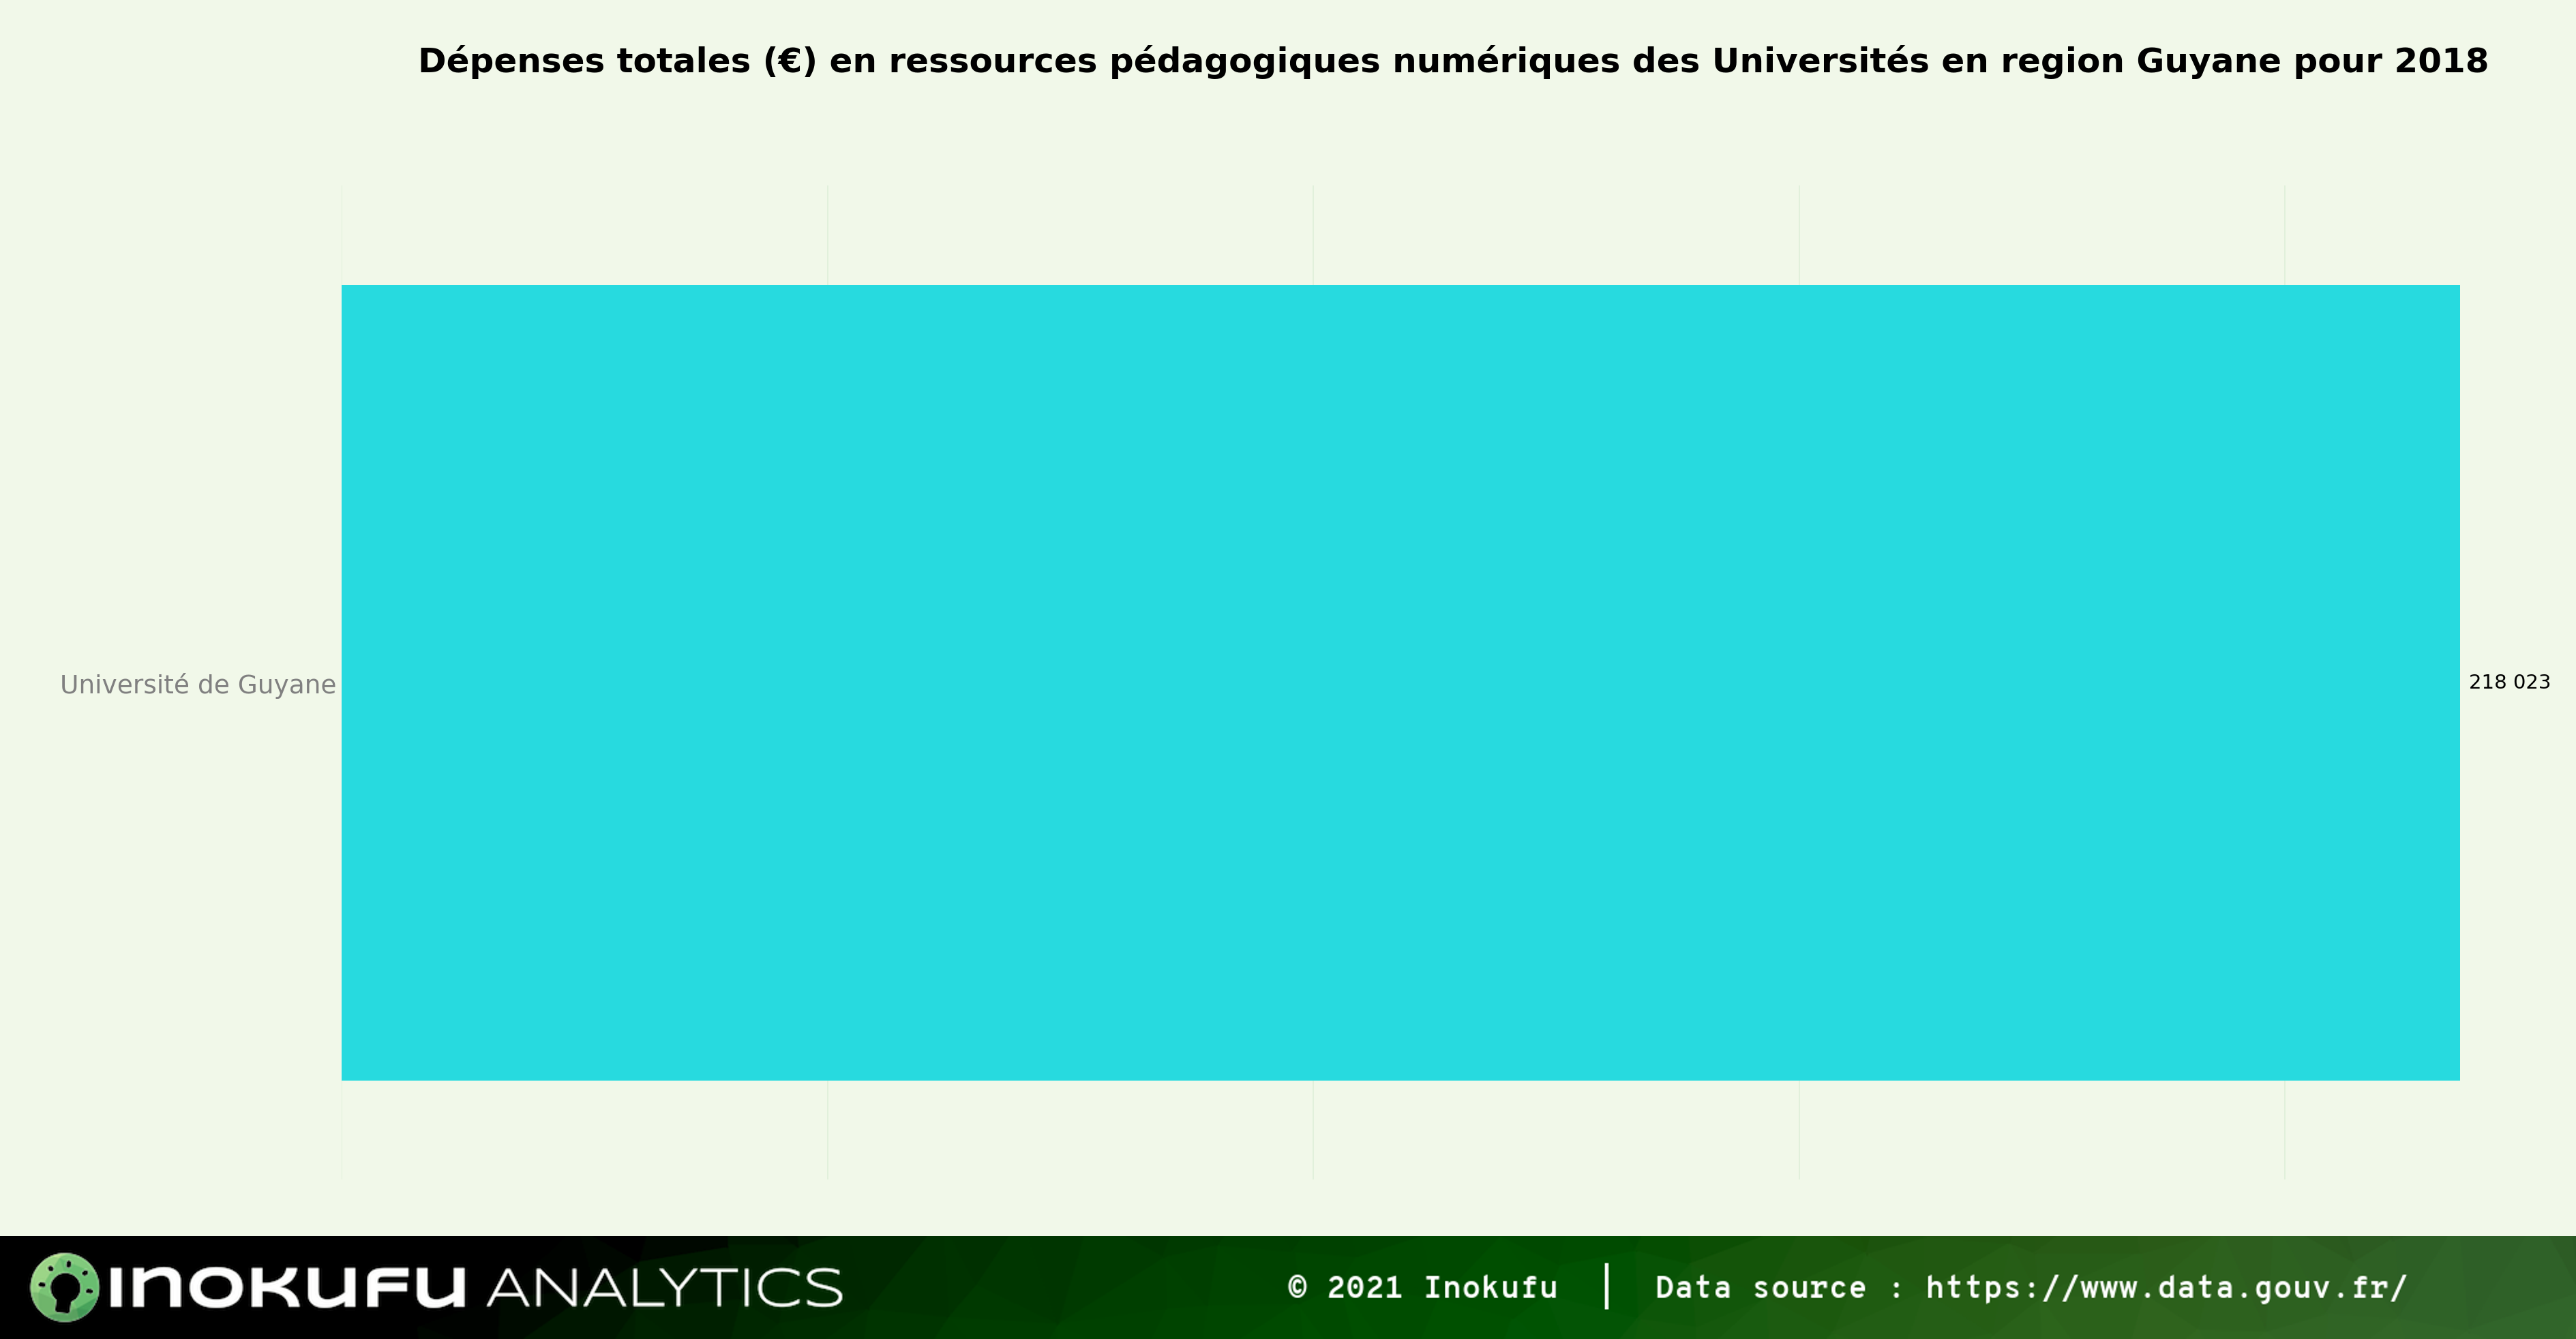 Dépenses totales (€) en ressources pédagogiques numériques des Universités en region Guyane pour 2018
Université de Guyane
218 023
INOKUFU ANALYTICS
© 2021 Inokufu | Data source : https://www.data.gouv.fr/